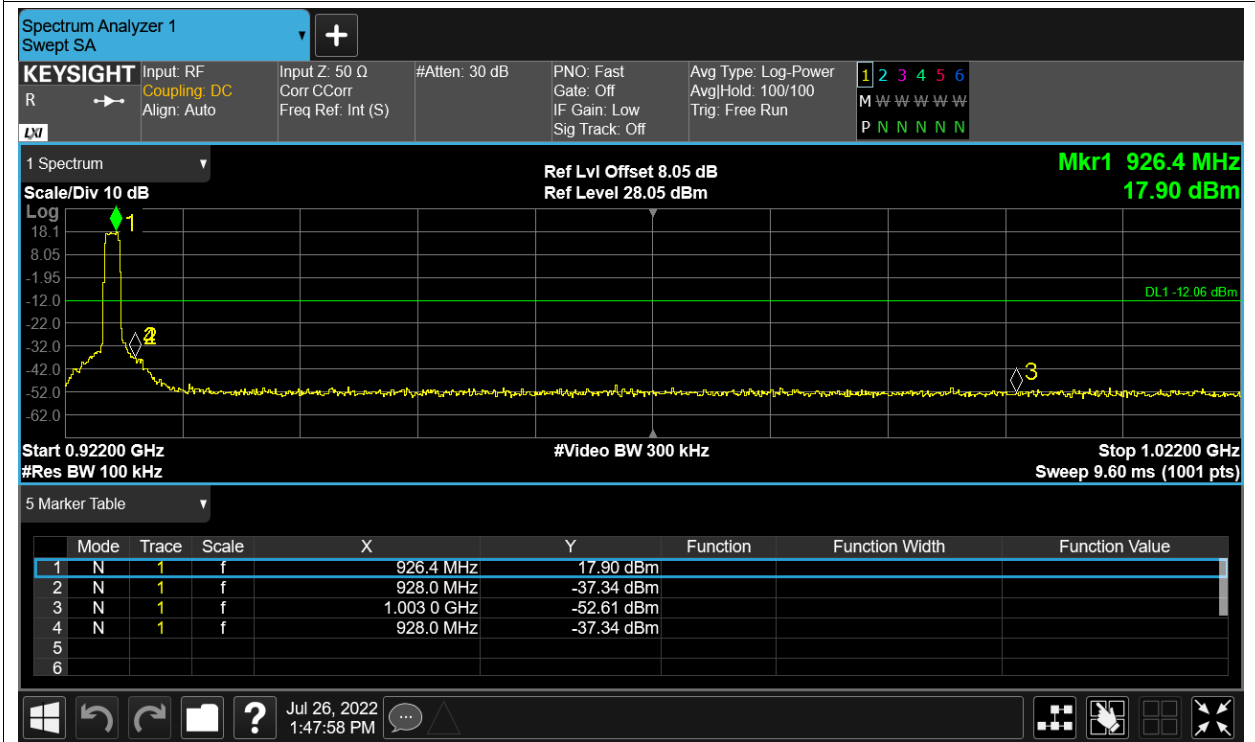 Spectrum Analyzer 1
Swept SA
+
KEYSIGHT Input: RF Input Z: 50 Ω #Atten: 30 dB PNO: Fast Avg Type: Log-Power 1 2 3 4 5 6
R Coupling: DC Corr CCorr Gate: Off Avg|Hold: 100/100
Align: Auto Freq Ref: Int (S) IF Gain: Low Trig: Free Run M W W W W W
LXI Sig Track: Off P N N N N N
1 Spectrum Ref Lvl Offset 8.05 dB Mkr1 926.4 MHz
Scale/Div 10 dB Ref Level 28.05 dBm 17.90 dBm
Log
1
18.1
8.05
-1.95
DL1 -12.06 dBm
-12.0
-22.0
2
4
-32.0
-42.0
3
-52.0
-62.0
Start 0.92200 GHz #Video BW 300 kHz Stop 1.02200 GHz
#Res BW 100 kHz Sweep 9.60 ms (1001 pts)
5 Marker Table
Mode Trace Scale X Y Function Function Width Function Value
1 N 1 f 926.4 MHz 17.90 dBm
2 N 1 f 928.0 MHz -37.34 dBm
3 N 1 f 1.003 0 GHz -52.61 dBm
4 N 1 f 928.0 MHz -37.34 dBm
5
6
? Jul 26, 2022
1:47:58 PM